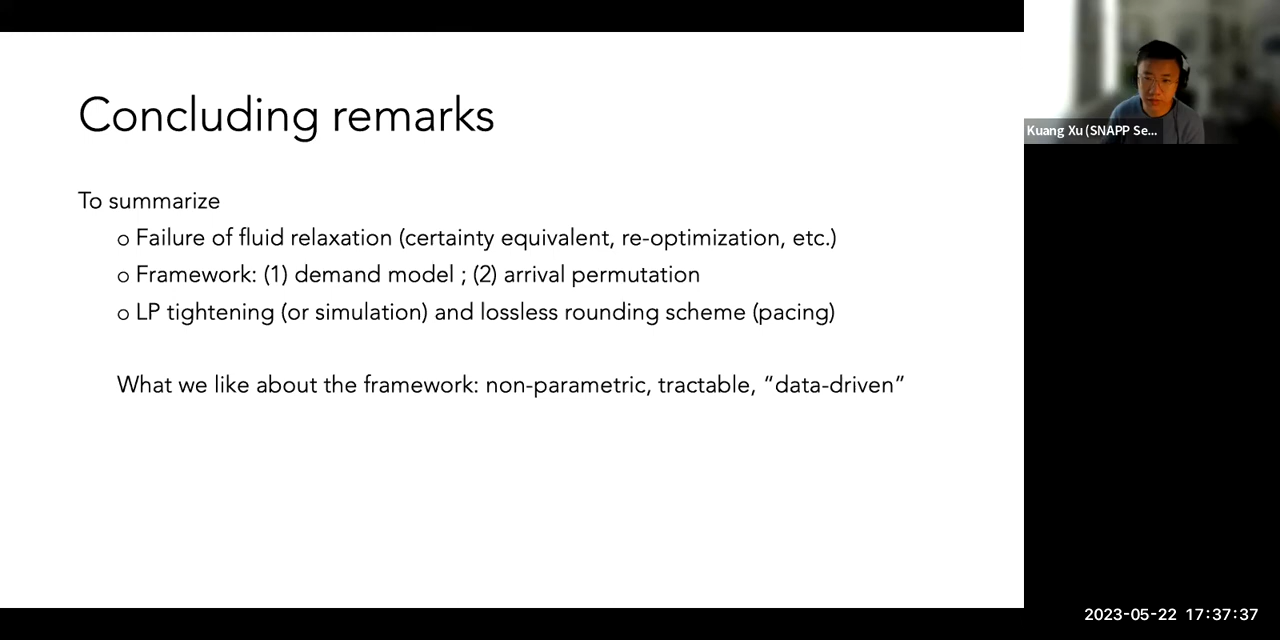 Concluding remarks
Kuang Xu (SNAPP Se...
To summarize
o Failure of fluid relaxation (certainty equivalent, re-optimization, etc.)
o Framework: (1) demand model ; (2) arrival permutation
o LP tightening (or simulation) and lossless rounding scheme (pacing)
What we like about the framework: non-parametric, tractable, ”data-driven”
2023-05-22 17:37:37